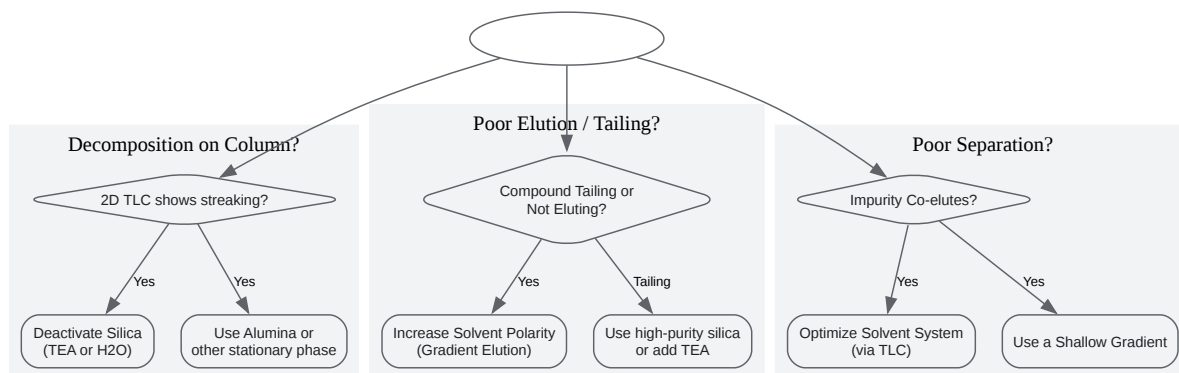 Decomposition on Column?
2D TLC shows streaking?
Yes
Yes
Deactivate Silica
(TEA or H2O)
Use Alumina or
other stationary phase
Poor Elution / Tailing?
Compound Tailing or
Not Eluting?
Yes
Tailing
Increase Solvent Polarity
(Gradient Elution)
Use high-purity silica
or add TEA
Poor Separation?
Impurity Co-elutes?
Yes
Yes
Optimize Solvent System
(via TLC)
Use a Shallow Gradient